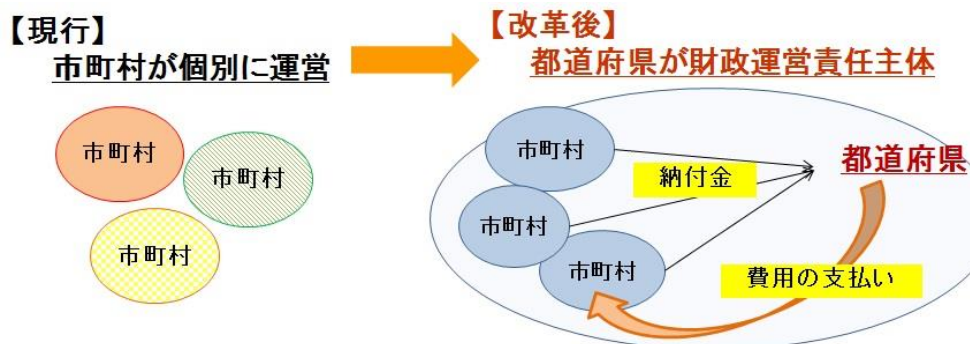 【現行】
市町村が個別に運営
市町村
市町村
市町村
【改革後】
都道府県が財政運営責任主体
市町村
市町村
市町村
納付金
都道府県
費用の支払い